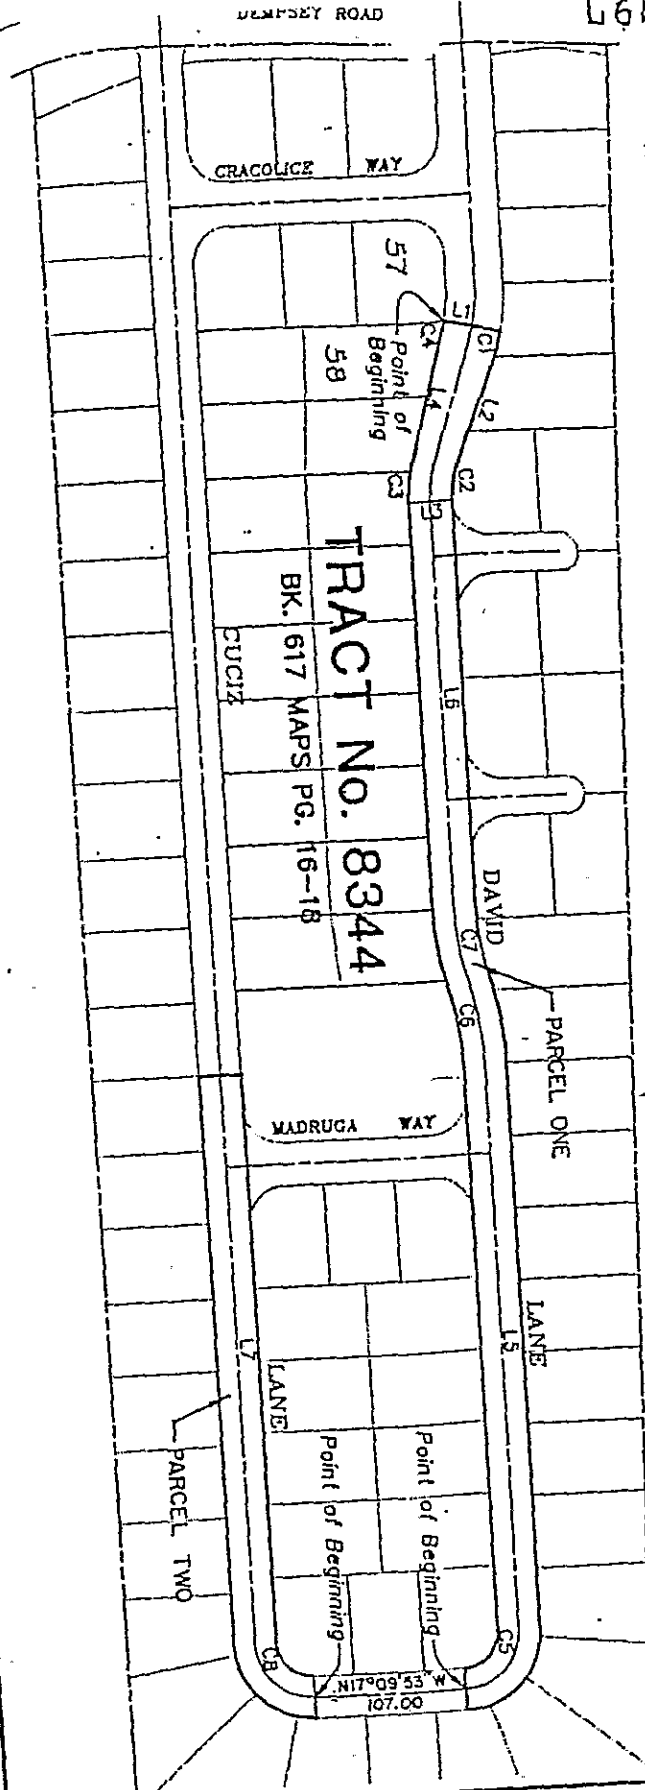 DEMPSEY ROAD
CRACOLICE WAY
57
L1
C1
C4
Point of
Beginning
58
L4
L2
C2
C3
L3
TRACT No. 8344
BK. 617 MAPS PG. 16-18
CUCIZ
L6
DAVID
C7
C6
PARCEL ONE
MADRUGA WAY
LANE
L5
L7
LANE
PARCEL TWO
Point of Beginning
Point of Beginning
C5
C8
N17°09'53"W
107.00